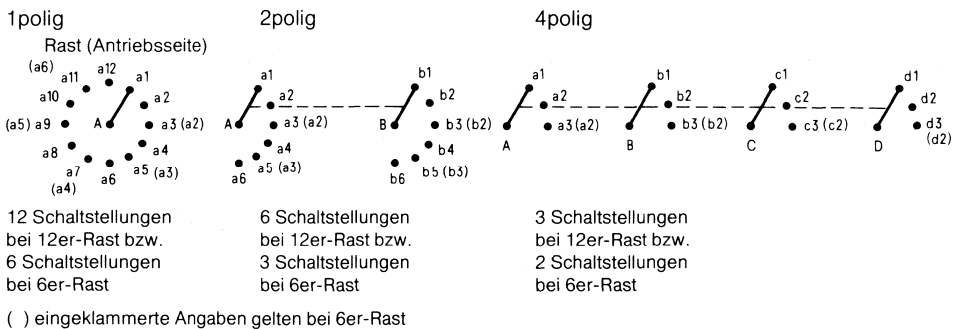 1polig
2polig
4polig
Rast (Antriebsseite)
(a6) a11 a12 a1
a10 a2
(a5) a9 A a3 (a2)
a8 a4
a7 a6 a5 (a3)
(a4)
a1
a2
A a3 (a2)
a4
a5 (a3)
a6
b1
b2
B b3 (b2)
b4
b6 b5 (b3)
a1
a2
a3 (a2)
A
b1
b2
b3 (b2)
B
c1
c2
c3 (c2)
C
d1
d2
d3
(d2)
D
12 Schaltstellungen
bei 12er-Rast bzw.
6 Schaltstellungen
bei 6er-Rast
6 Schaltstellungen
bei 12er-Rast bzw.
3 Schaltstellungen
bei 6er-Rast
3 Schaltstellungen
bei 12er-Rast bzw.
2 Schaltstellungen
bei 6er-Rast
( ) eingeklammerte Angaben gelten bei 6er-Rast